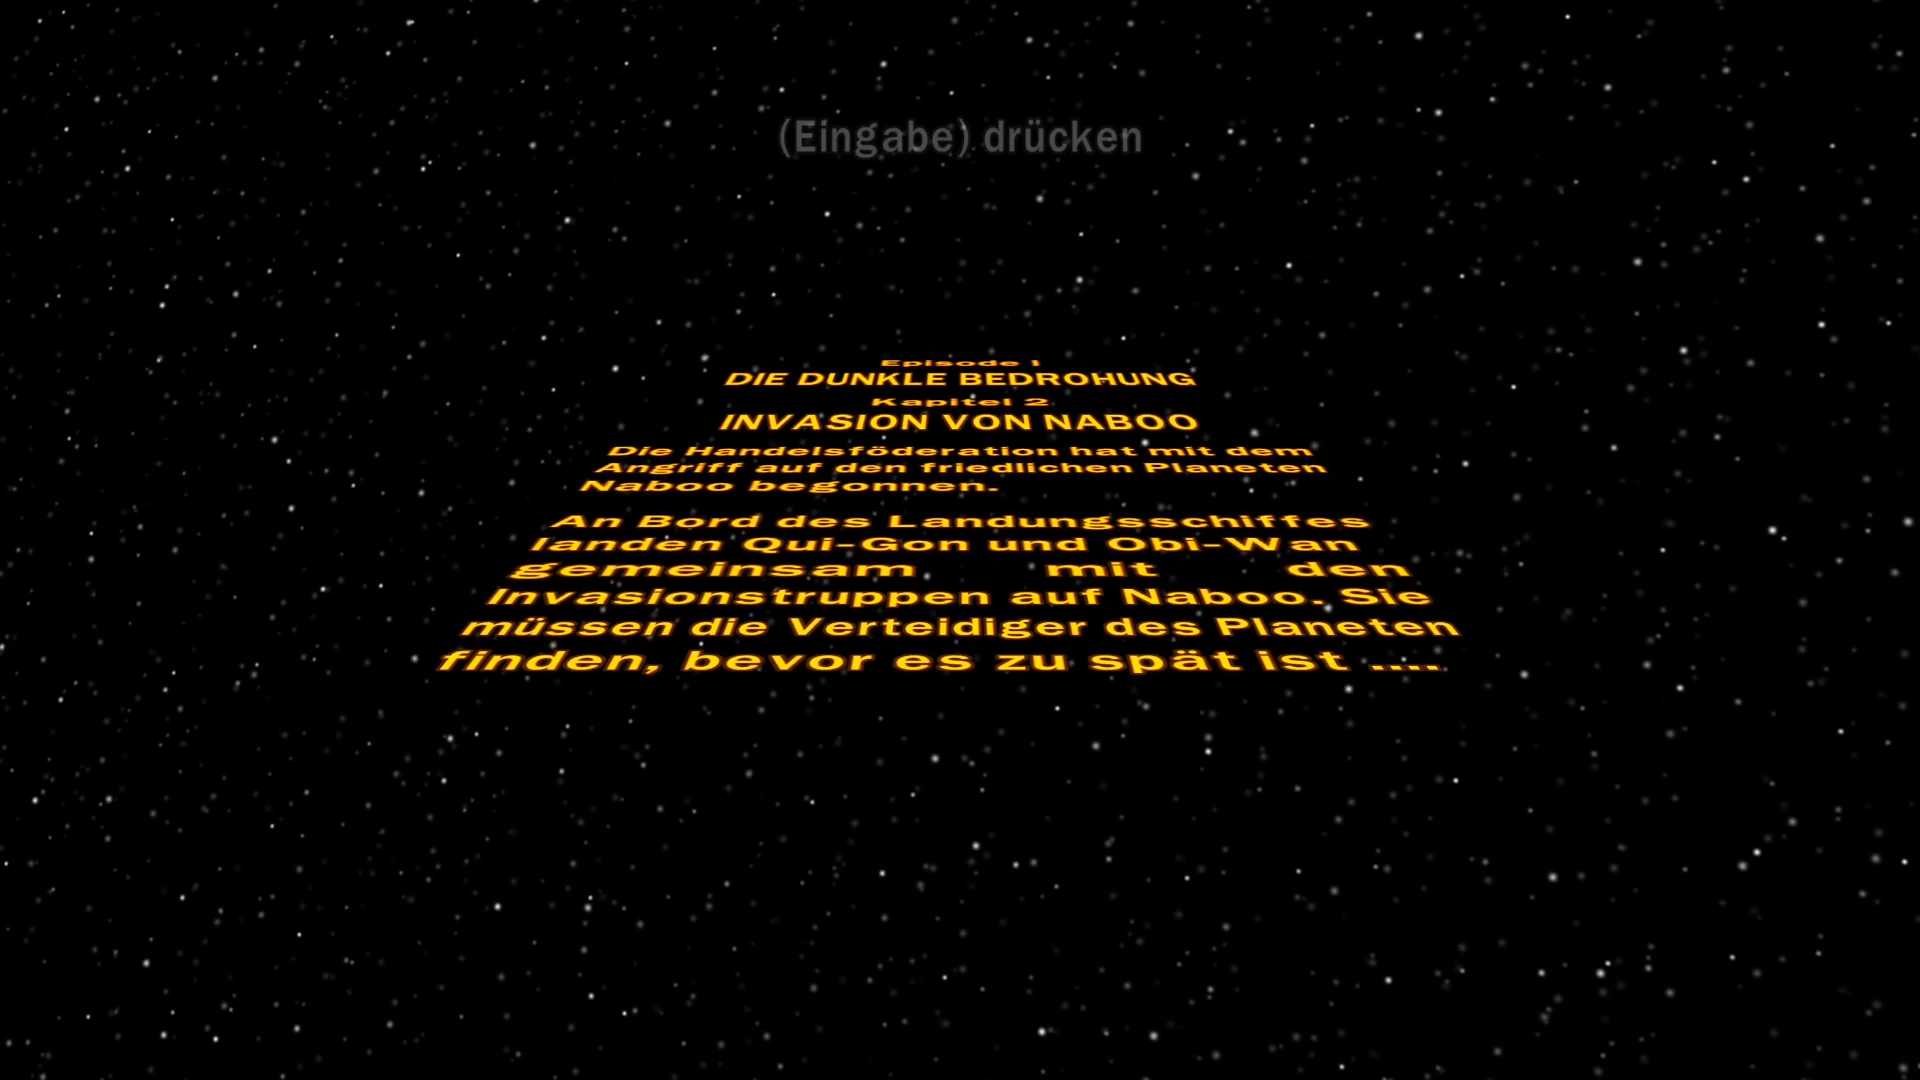 (Eingabe) drücken
Episode I
DIE DUNKLE BEDROHUNG
Kapitel 2
INVASION VON NABOO
Die Handelsföderation hat mit dem
Angriff auf den friedlichen Planeten
Naboo begonnen.
An Bord des Landungsschiffes
landen Qui-Gon und Obi-Wan
gemeinsam mit den
Invasionstruppen auf Naboo. Sie
müssen die Verteidiger des Planeten
finden, bevor es zu spät ist ....